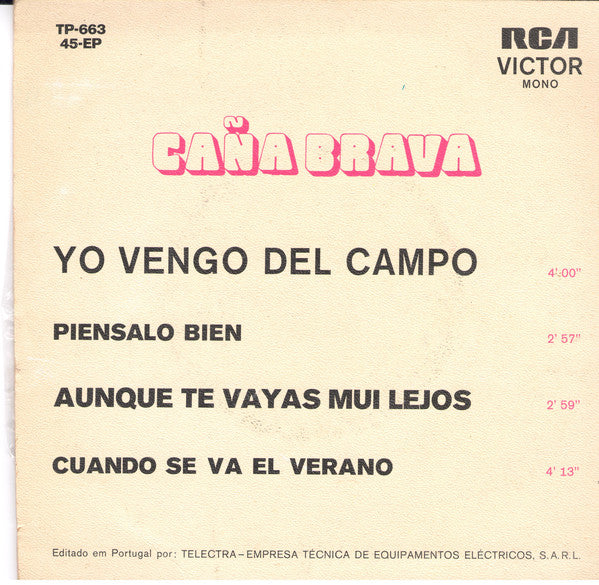 TP-663
45-EP
RCA
VICTOR
MONO
CAÑA BRAVA
YO VENGO DEL CAMPO 4':00"
PIENSALO BIEN 2' 57"
AUNQUE TE VAYAS MUI LEJOS 2' 59"
CUANDO SE VA EL VERANO 4' 13"
Editado em Portugal por: TELECTRA – EMPRESA TÉCNICA DE EQUIPAMENTOS ELÉCTRICOS, S.A.R.L.